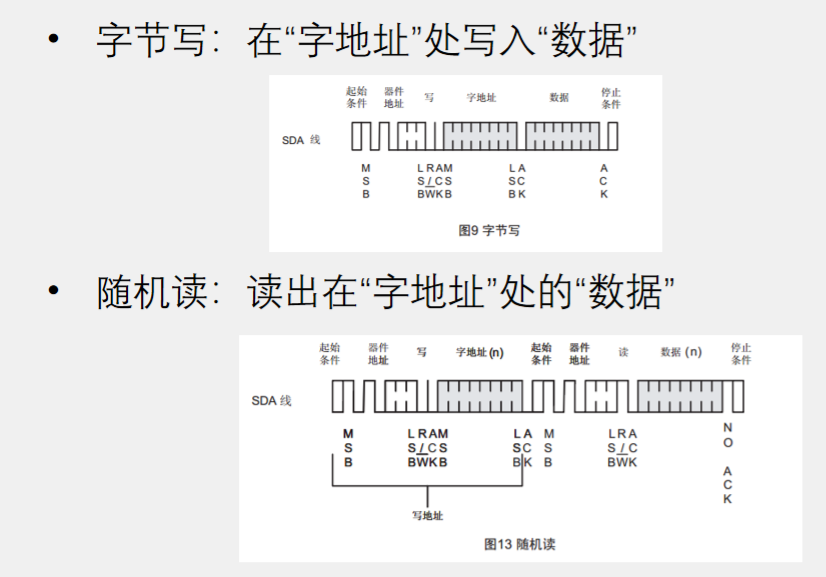 • 字节写：在“字地址”处写入“数据”
起始 器件 写 字地址 数据 停止
条件 地址 条件
SDA 线
M L R A M L A A
S S / C S S C C
B B W K B B K K
图9 字节写
• 随机读：读出在“字地址”处的“数据”
起始 器件 写 字地址(n) 起始 器件 读 数据 (n) 停止
条件 地址 条件 地址 条件
SDA 线
M L R A M L A M L R A N
S S / C S S C S S / C O
B B W K B B K B B W K
A
C
K
写地址
图13 随机读